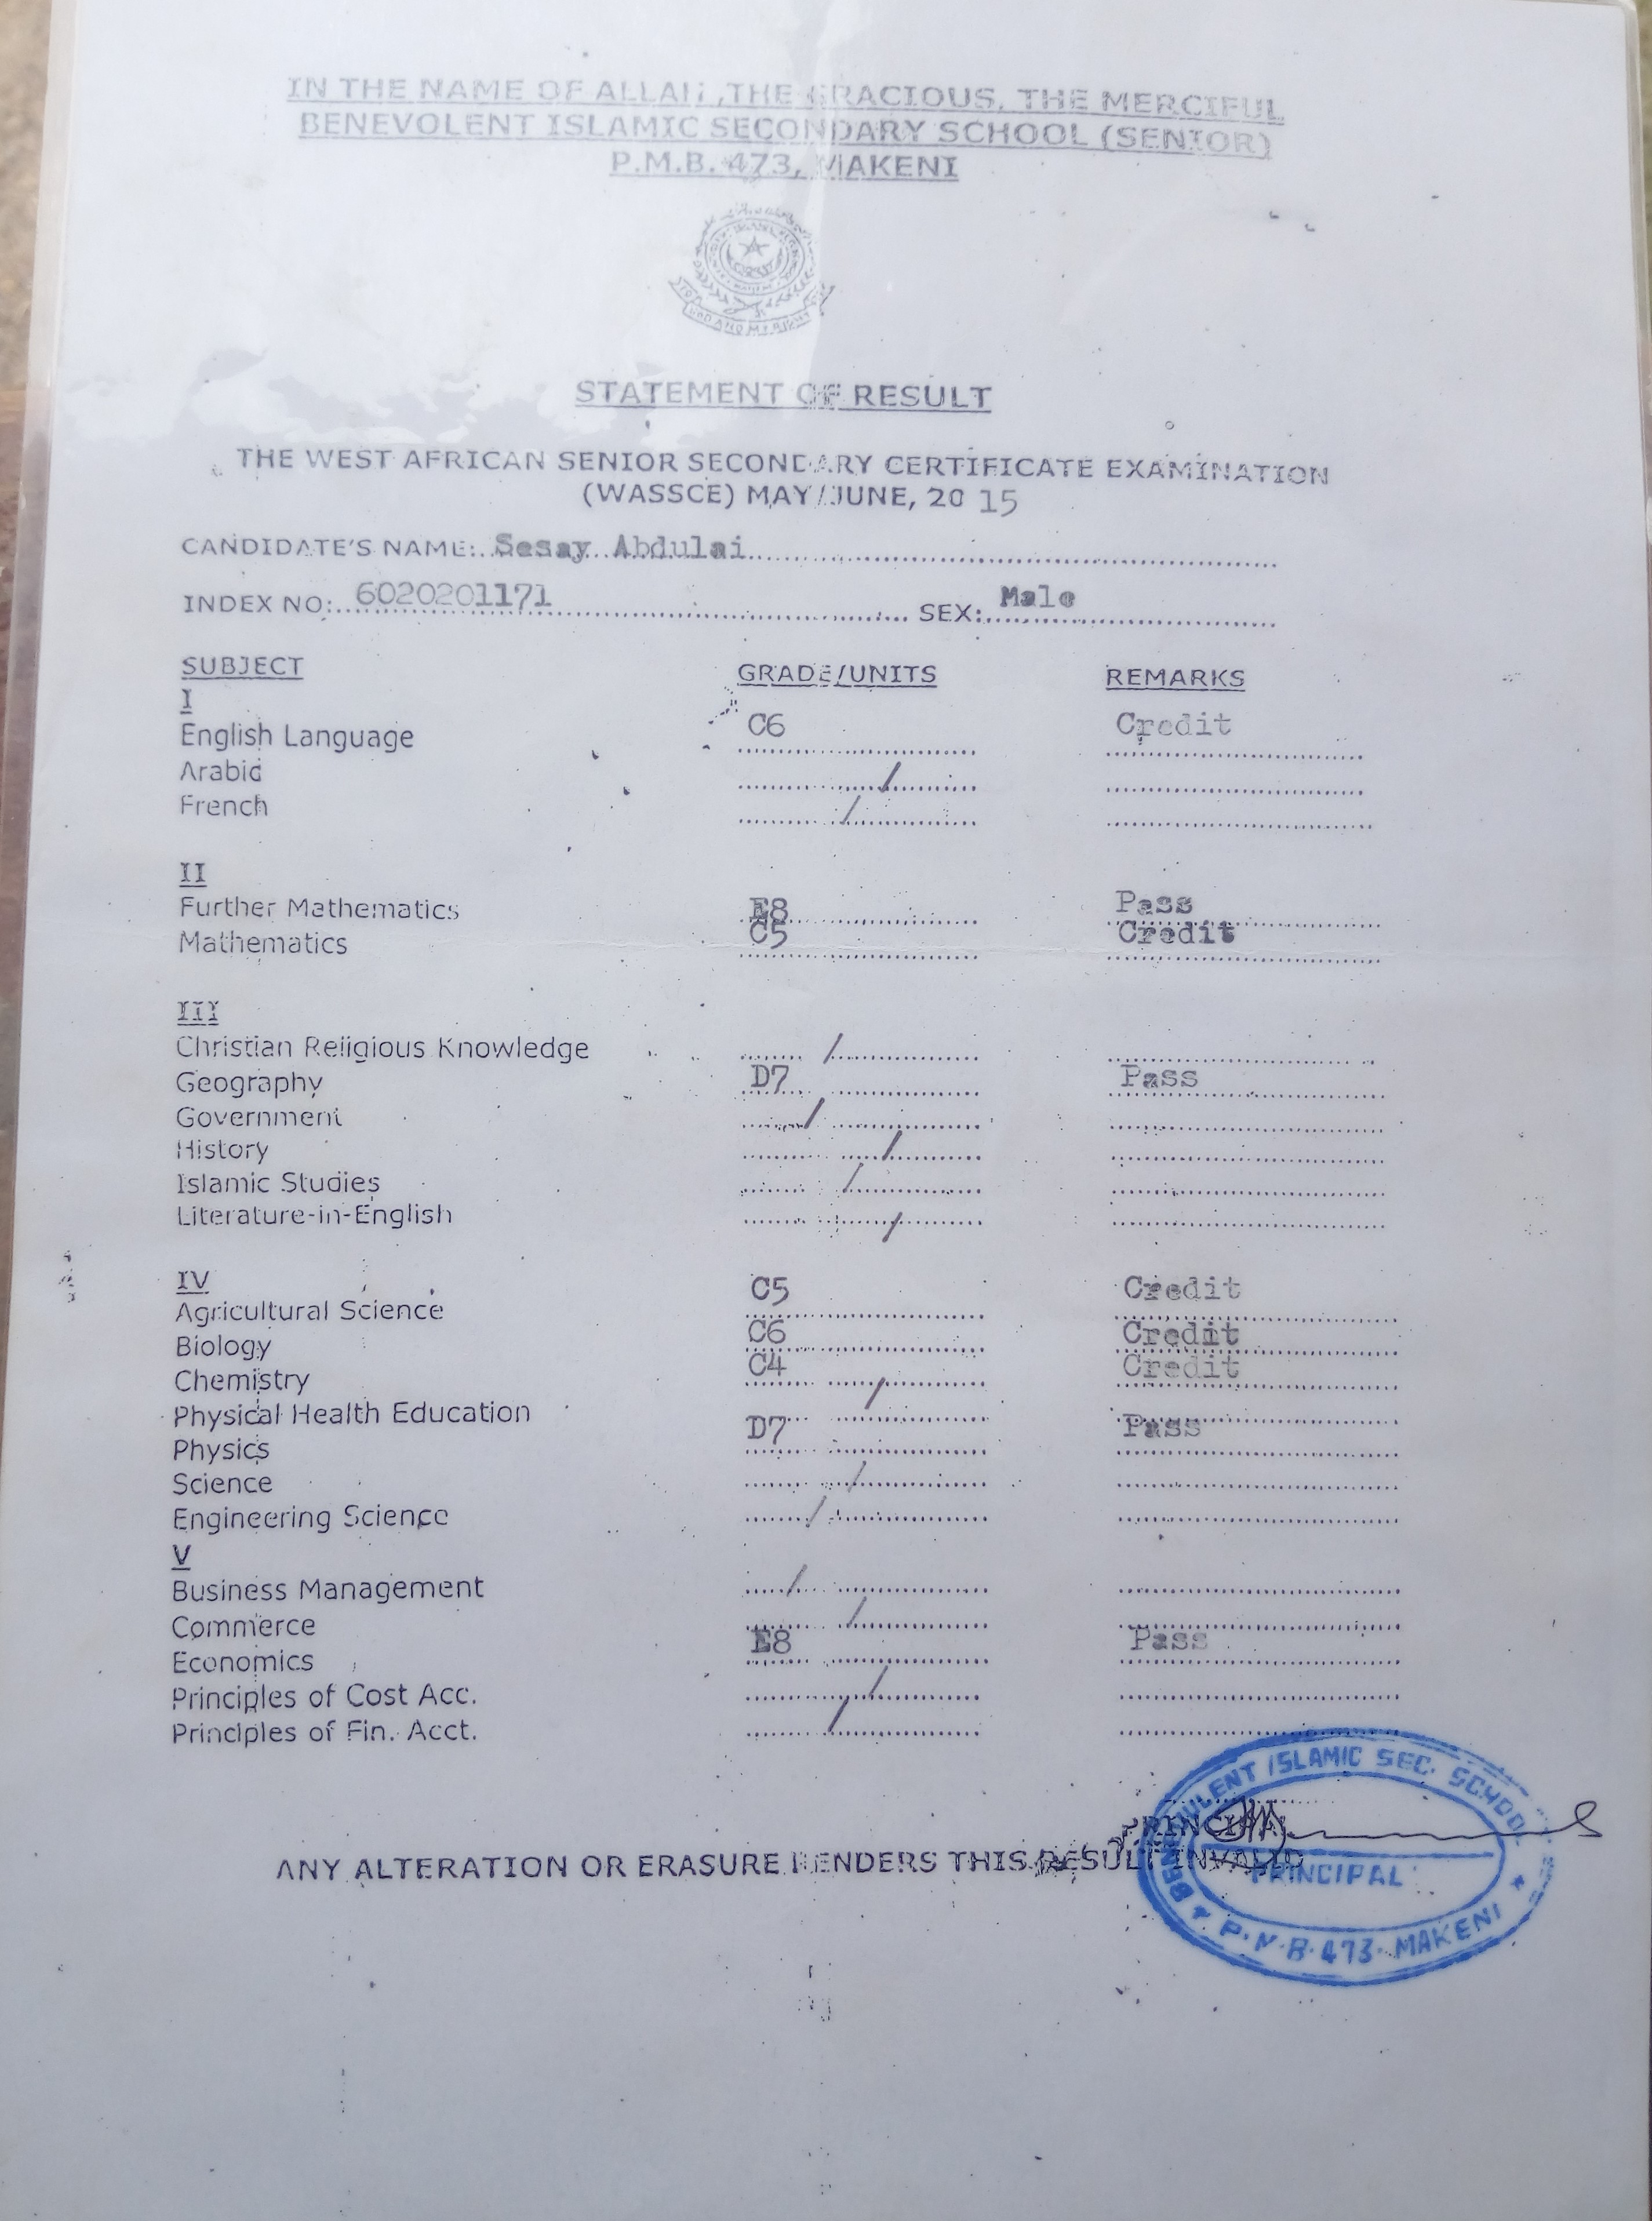 IN THE NAME OF ALLAH ,THE GRACIOUS, THE MERCIFUL
BENEVOLENT ISLAMIC SECONDARY SCHOOL (SENIOR)
P.M.B. 473, MAKENI
STATEMENT OF RESULT
THE WEST AFRICAN SENIOR SECONDARY CERTIFICATE EXAMINATION
(WASSCE) MAY/JUNE, 20 15
CANDIDATE'S NAME: Sesay Abdulai
INDEX NO: 6020201171 SEX: Male
SUBJECT GRADE/UNITS REMARKS
I
English Language C6 Credit
Arabic /
French /
II
Further Mathematics E8 Pass
Mathematics C5 Credit
III
Christian Religious Knowledge /
Geography D7 Pass
Government /
History /
Islamic Studies /
Literature-in-English /
IV
Agricultural Science C5 Credit
Biology C6 Credit
Chemistry C4 Credit
Physical Health Education /
Physics D7 Pass
Science /
Engineering Science /
V
Business Management /
Commerce /
Economics E8 Pass
Principles of Cost Acc. /
Principles of Fin. Acct. /
PRINCIPAL
ANY ALTERATION OR ERASURE RENDERS THIS RESULT INVALID
BENEVOLENT ISLAMIC SEC. SCHOOL
PRINCIPAL
P.M.B. 473. MAKENI